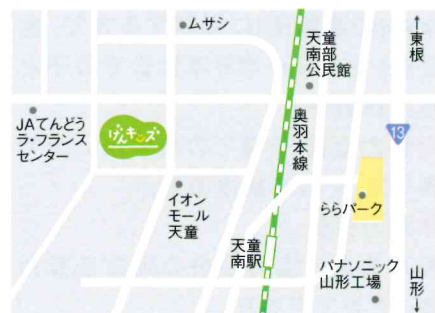 ムサシ
天童
南部
公民館
↑東根
JAてんどう
ラ・フランス
センター
げんキッズ
奥羽本線
13
イオン
モール
天童
ららパーク
天童
南駅
パナソニック
山形工場
山形↓